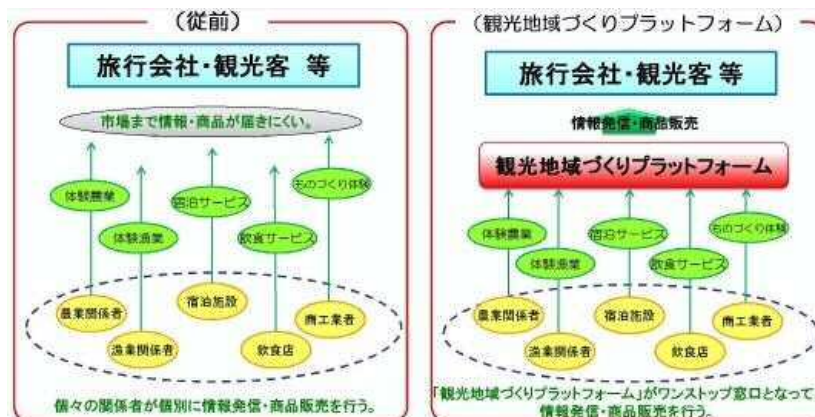 (従前)
旅行会社・観光客 等
市場まで情報・商品が届きにくい。
体験農業
体験漁業
宿泊サービス
飲食サービス
ものづくり体験
農業関係者
漁業関係者
宿泊施設
飲食店
商工業者
個々の関係者が個別に情報発信・商品販売を行う。
(観光地域づくりプラットフォーム)
旅行会社・観光客 等
情報発信・商品販売
観光地域づくりプラットフォーム
体験農業
体験漁業
宿泊サービス
飲食サービス
ものづくり体験
農業関係者
漁業関係者
宿泊施設
飲食店
商工業者
「観光地域づくりプラットフォーム」がワンストップ窓口となって
情報発信・商品販売を行う。